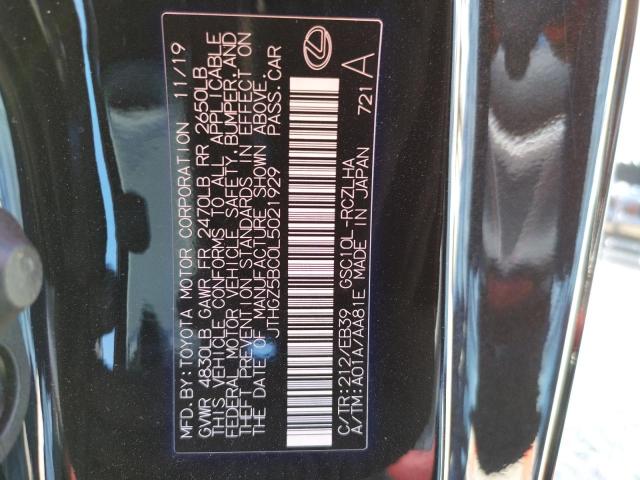 MFD.BY:TOYOTA MOTOR CORPORATION 11/19
GVWR 4830LB GAWR FR 2470LB RR 2650LB
THIS VEHICLE CONFORMS TO ALL APPLICABLE
FEDERAL MOTOR VEHICLE SAFETY, BUMPER, AND
THEFT PREVENTION STANDARDS IN EFFECT ON
THE DATE OF MANUFACTURE SHOWN ABOVE.
JTHGZ5BC0L5021929 PASS.CAR
C/TR:212/EB39 GSC10L-RCZLHA
A/TM:A01A/AA81E MADE IN JAPAN 721 A